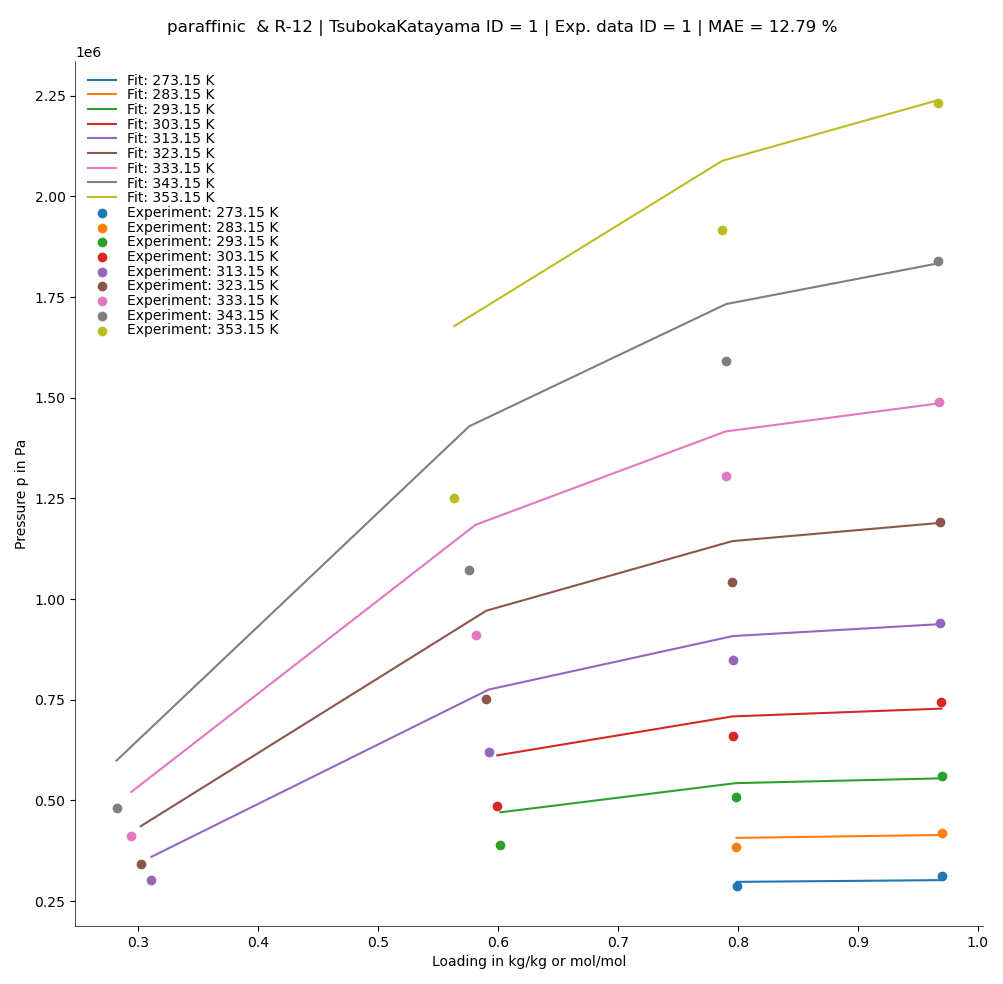 paraffinic  & R-12 | TsubokaKatayama ID = 1 | Exp. data ID = 1 | MAE = 12.79 %
1e6
Fit: 273.15 K
Fit: 283.15 K
Fit: 293.15 K
Fit: 303.15 K
Fit: 313.15 K
Fit: 323.15 K
Fit: 333.15 K
Fit: 343.15 K
Fit: 353.15 K
Experiment: 273.15 K
Experiment: 283.15 K
Experiment: 293.15 K
Experiment: 303.15 K
Experiment: 313.15 K
Experiment: 323.15 K
Experiment: 333.15 K
Experiment: 343.15 K
Experiment: 353.15 K
2.25
2.00
1.75
1.50
1.25
1.00
0.75
0.50
0.25
Pressure p in Pa
0.3 0.4 0.5 0.6 0.7 0.8 0.9 1.0
Loading in kg/kg or mol/mol